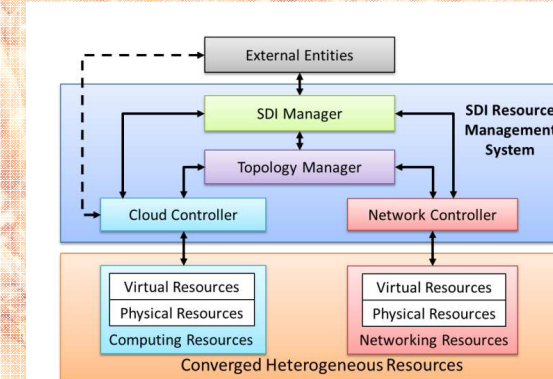 External Entities
SDI Manager
SDI Resource
Management
System
Topology Manager
Cloud Controller
Network Controller
Virtual Resources
Physical Resources
Computing Resources
Virtual Resources
Physical Resources
Networking Resources
Converged Heterogeneous Resources